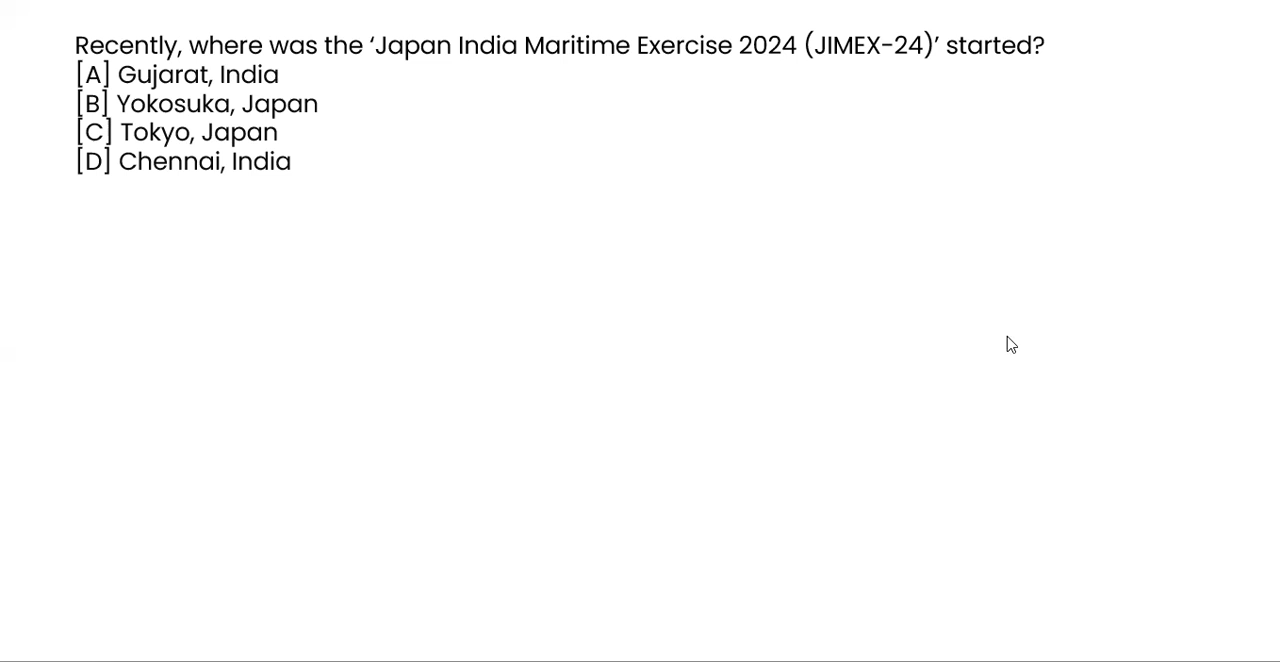 Recently, where was the ‘Japan India Maritime Exercise 2024 (JIMEX-24)’ started?
[A] Gujarat, India
[B] Yokosuka, Japan
[C] Tokyo, Japan
[D] Chennai, India